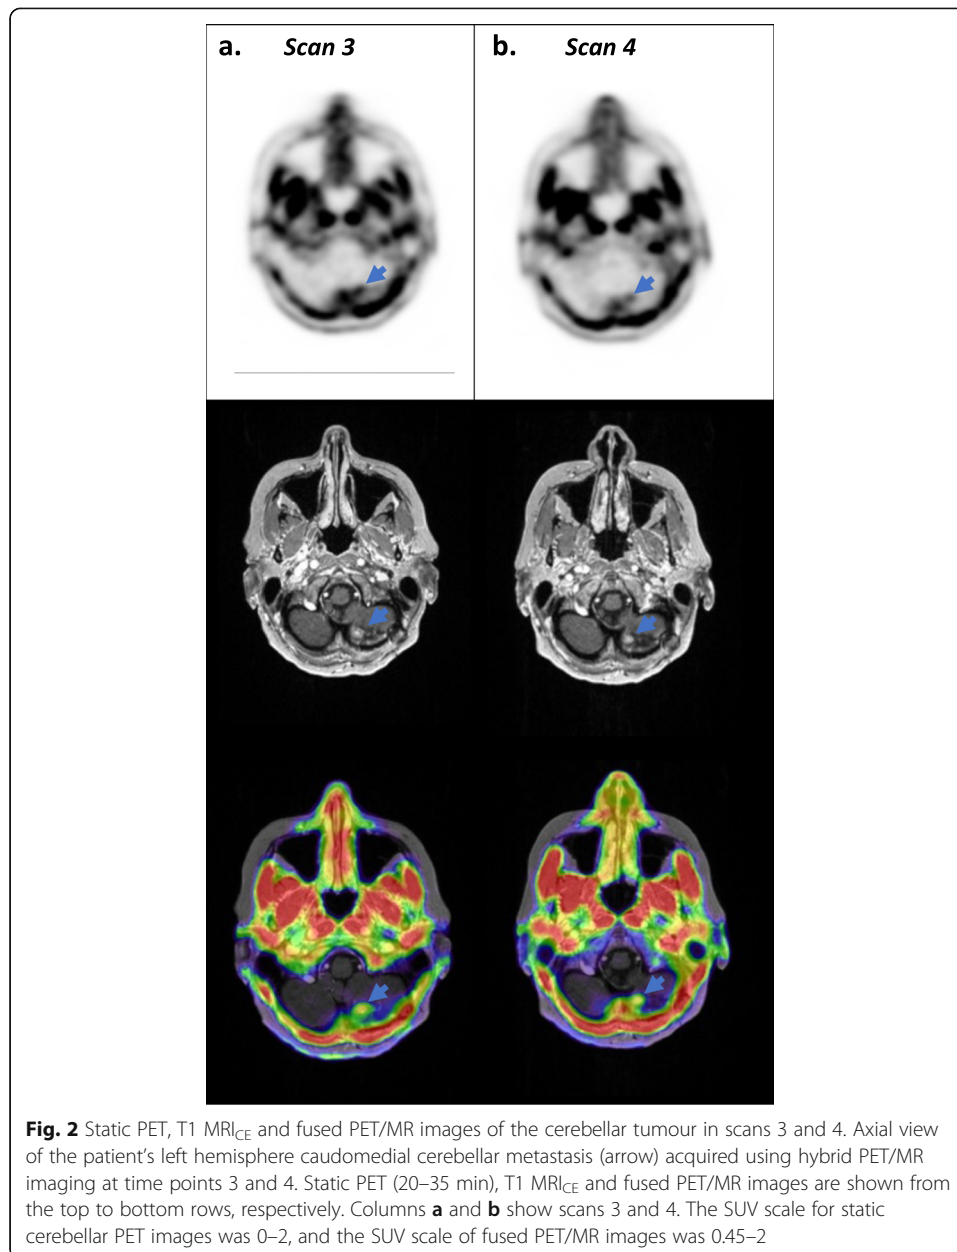 a. Scan 3
b. Scan 4
Fig. 2 Static PET, T1 MRICE and fused PET/MR images of the cerebellar tumour in scans 3 and 4. Axial view
of the patient's left hemisphere caudomedial cerebellar metastasis (arrow) acquired using hybrid PET/MR
imaging at time points 3 and 4. Static PET (20–35 min), T1 MRICE and fused PET/MR images are shown from
the top to bottom rows, respectively. Columns a and b show scans 3 and 4. The SUV scale for static
cerebellar PET images was 0–2, and the SUV scale of fused PET/MR images was 0.45–2